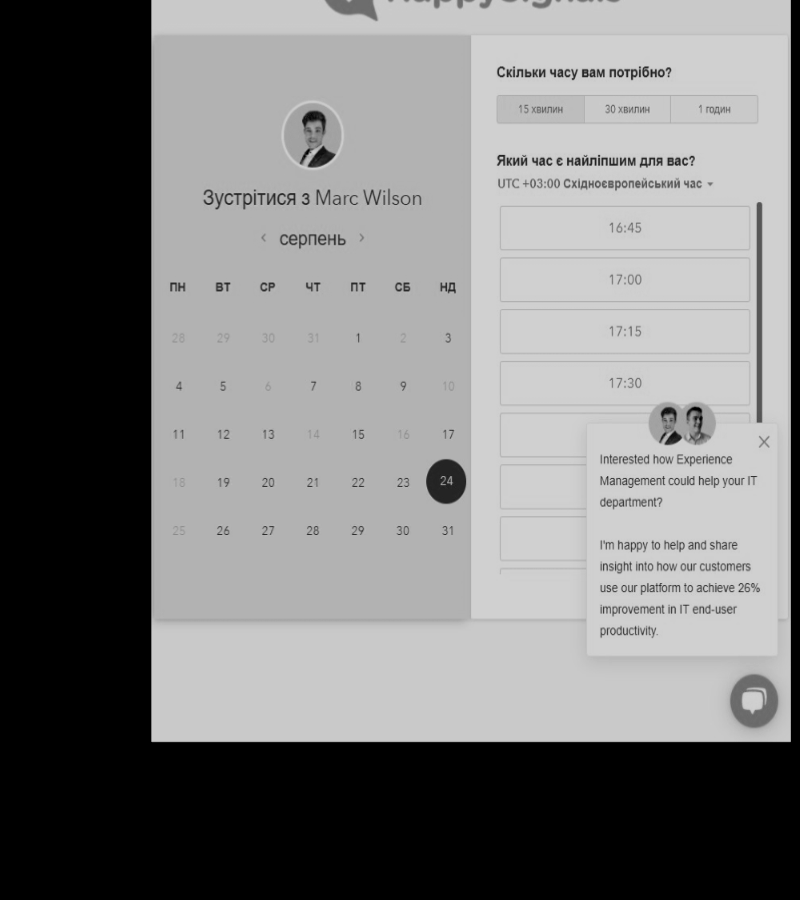 HappySignals
Зустрітися з Marc Wilson
‹ серпень ›
ПН ВТ СР ЧТ ПТ СБ НД
28 29 30 31 1 2 3
4 5 6 7 8 9 10
11 12 13 14 15 16 17
18 19 20 21 22 23 24
25 26 27 28 29 30 31
Скільки часу вам потрібно?
15 хвилин 30 хвилин 1 годин
Який час є найліпшим для вас?
UTC +03:00 Східноєвропейський час
16:45
17:00
17:15
17:30
Interested how Experience
Management could help your IT
department?
I'm happy to help and share
insight into how our customers
use our platform to achieve 26%
improvement in IT end-user
productivity.